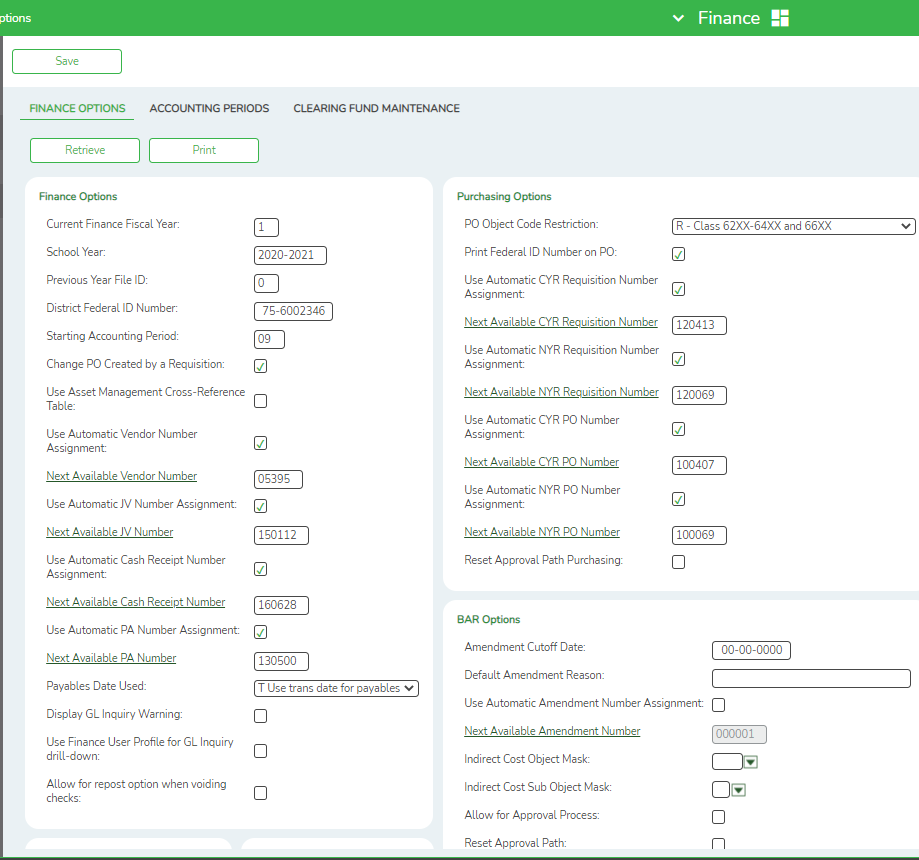 ptions
Finance
Save
FINANCE OPTIONS
ACCOUNTING PERIODS
CLEARING FUND MAINTENANCE
Retrieve
Print
Finance Options
Current Finance Fiscal Year:
1
School Year:
2020-2021
Previous Year File ID:
0
District Federal ID Number:
75-6002346
Starting Accounting Period:
09
Change PO Created by a Requisition:
Use Asset Management Cross-Reference
Table:
Use Automatic Vendor Number
Assignment:
Next Available Vendor Number
05395
Use Automatic JV Number Assignment:
Next Available JV Number
150112
Use Automatic Cash Receipt Number
Assignment:
Next Available Cash Receipt Number
160628
Use Automatic PA Number Assignment:
Next Available PA Number
130500
Payables Date Used:
T Use trans date for payables
Display GL Inquiry Warning:
Use Finance User Profile for GL Inquiry
drill-down:
Allow for repost option when voiding
checks:
Purchasing Options
PO Object Code Restriction:
R - Class 62XX-64XX and 66XX
Print Federal ID Number on PO:
Use Automatic CYR Requisition Number
Assignment:
Next Available CYR Requisition Number
120413
Use Automatic NYR Requisition Number
Assignment:
Next Available NYR Requisition Number
120069
Use Automatic CYR PO Number
Assignment:
Next Available CYR PO Number
100407
Use Automatic NYR PO Number
Assignment:
Next Available NYR PO Number
100069
Reset Approval Path Purchasing:
BAR Options
Amendment Cutoff Date:
00-00-0000
Default Amendment Reason:
Use Automatic Amendment Number Assignment:
Next Available Amendment Number
000001
Indirect Cost Object Mask:
Indirect Cost Sub Object Mask:
Allow for Approval Process:
Reset Approval Path: